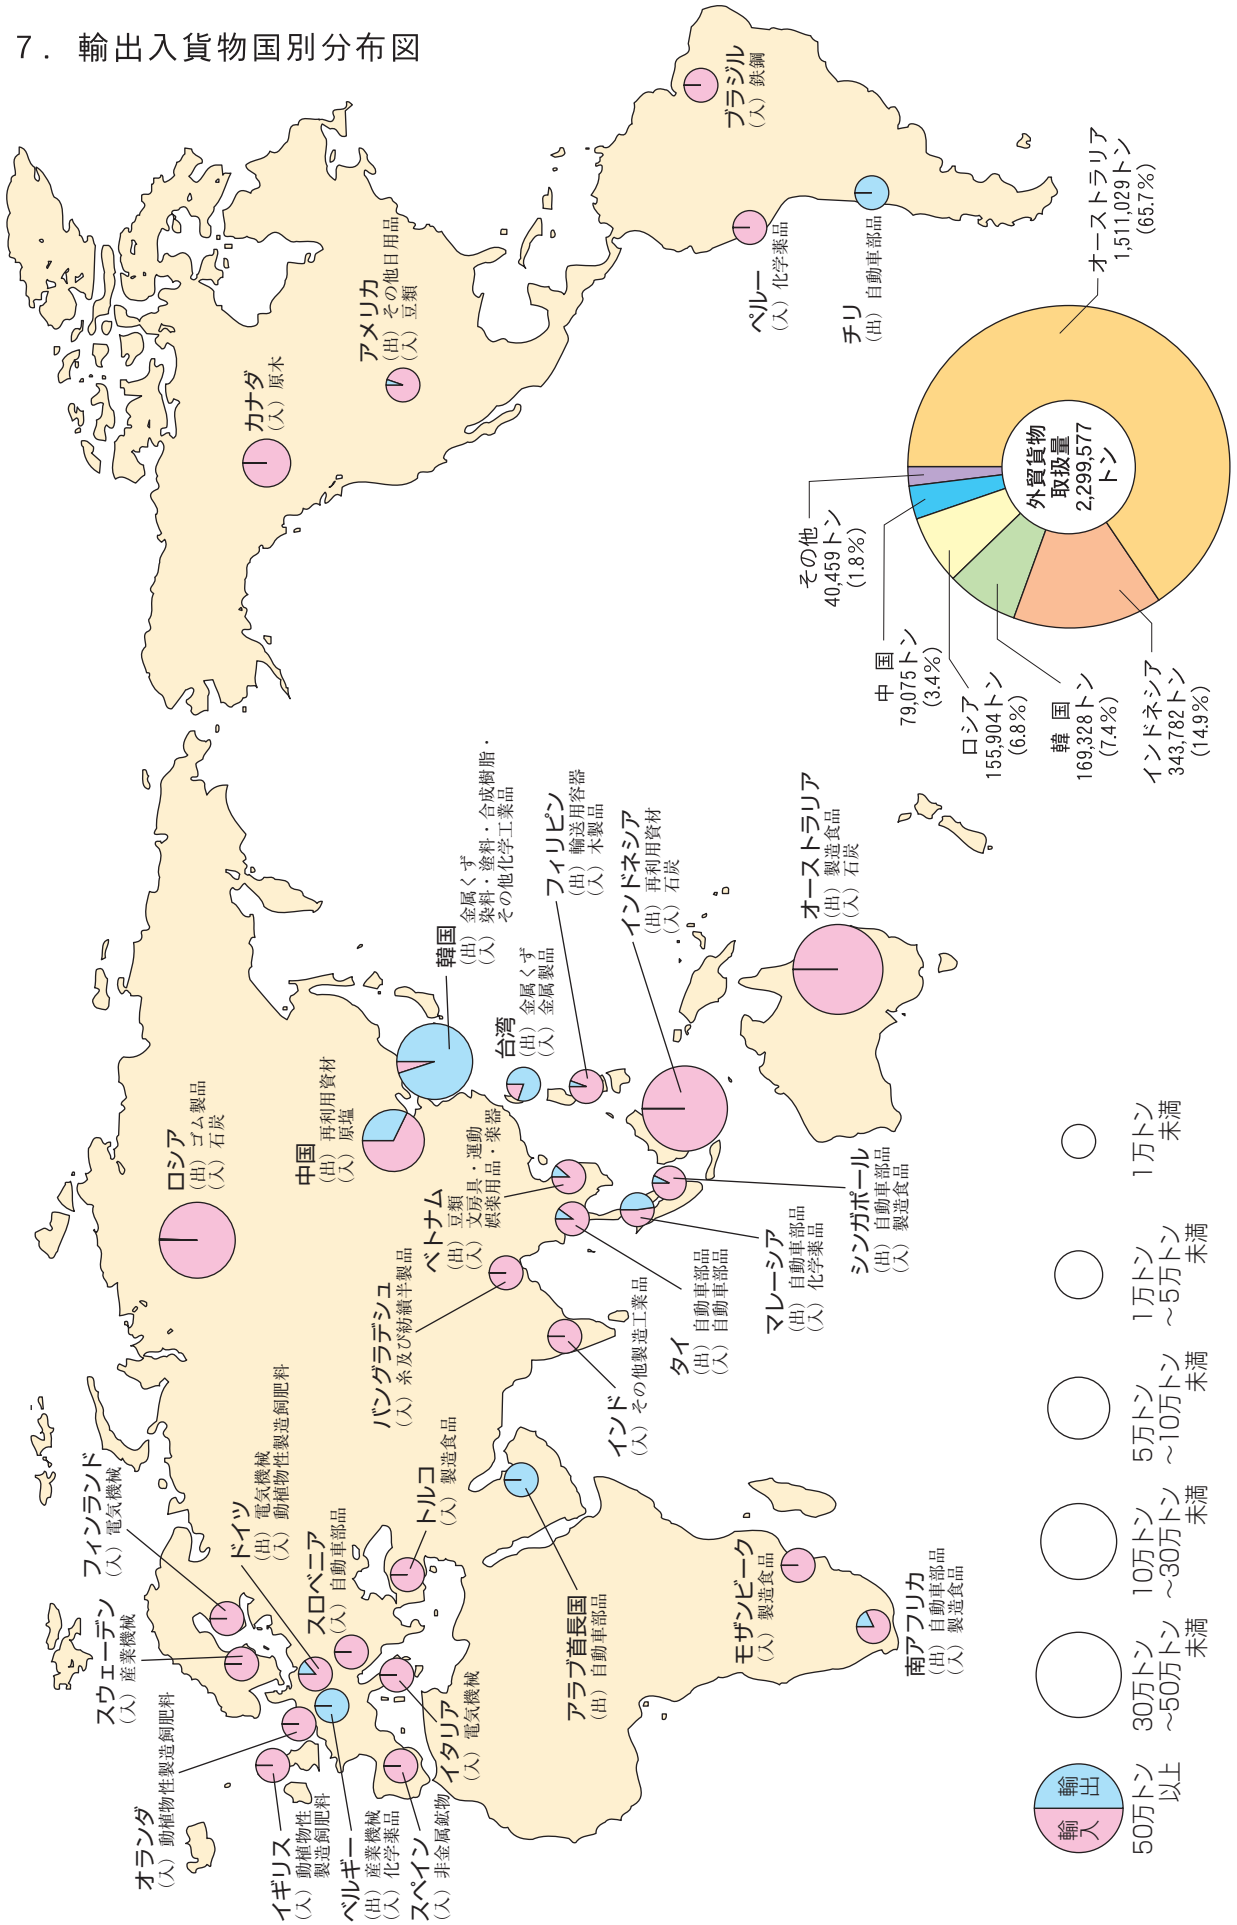 7. 輸出入貨物国別分布図
オランダ
(入) 動植物性製造飼肥料
スウェーデン
(入) 産業機械
フィンランド
(入) 電気機械
ドイツ
(出) 電気機械
(入) 動植物性製造飼肥料
イギリス
(入) 動植物性
製造飼肥料
ベルギー
(出) 産業機械
(入) 化学薬品
スペイン
(入) 非金属鉱物
イタリア
(入) 電気機械
スロベニア
(入) 自動車部品
トルコ
(入) 製造食品
アラブ首長国
(出) 自動車部品
モザンビーク
(入) 製造食品
南アフリカ
(出) 自動車部品
(入) 製造食品
ロシア
(出) ゴム製品
(入) 石炭
中国
(出) 再利用資材
(入) 原塩
バングラデシュ
(入) 糸及び紡績半製品
ベトナム
(出) 豆類
(入) 文房具・運動
娯楽用品・楽器
インド
(入) その他製造工業品
タイ
(出) 自動車部品
(入) 自動車部品
マレーシア
(出) 自動車部品
(入) 化学薬品
シンガポール
(出) 自動車部品
(入) 製造食品
韓国
(出) 金属くず
(入) 染料・塗料・合成樹脂・
その他化学工業品
台湾
(出) 金属くず
(入) 金属製品
フィリピン
(出) 輸送用容器
(入) 木製品
インドネシア
(出) 再利用資材
(入) 石炭
オーストラリア
(出) 製造食品
(入) 石炭
カナダ
(入) 原木
アメリカ
(出) その他日用品
(入) 豆類
ブラジル
(入) 鉄鋼
ペルー
(入) 化学薬品
チリ
(出) 自動車部品
外貿貨物
取扱量
2,299,577
トン
オーストラリア
1,511,029トン
(65.7%)
インドネシア
343,782トン
(14.9%)
韓 国
169,328トン
(7.4%)
ロシア
155,904トン
(6.8%)
中 国
79,075トン
(3.4%)
その他
40,459トン
(1.8%)
輸入
輸出
50万トン
以上
30万トン
～50万トン
未満
10万トン
～30万トン
未満
5万トン
～10万トン
未満
1万トン
～5万トン
未満
1万トン
未満